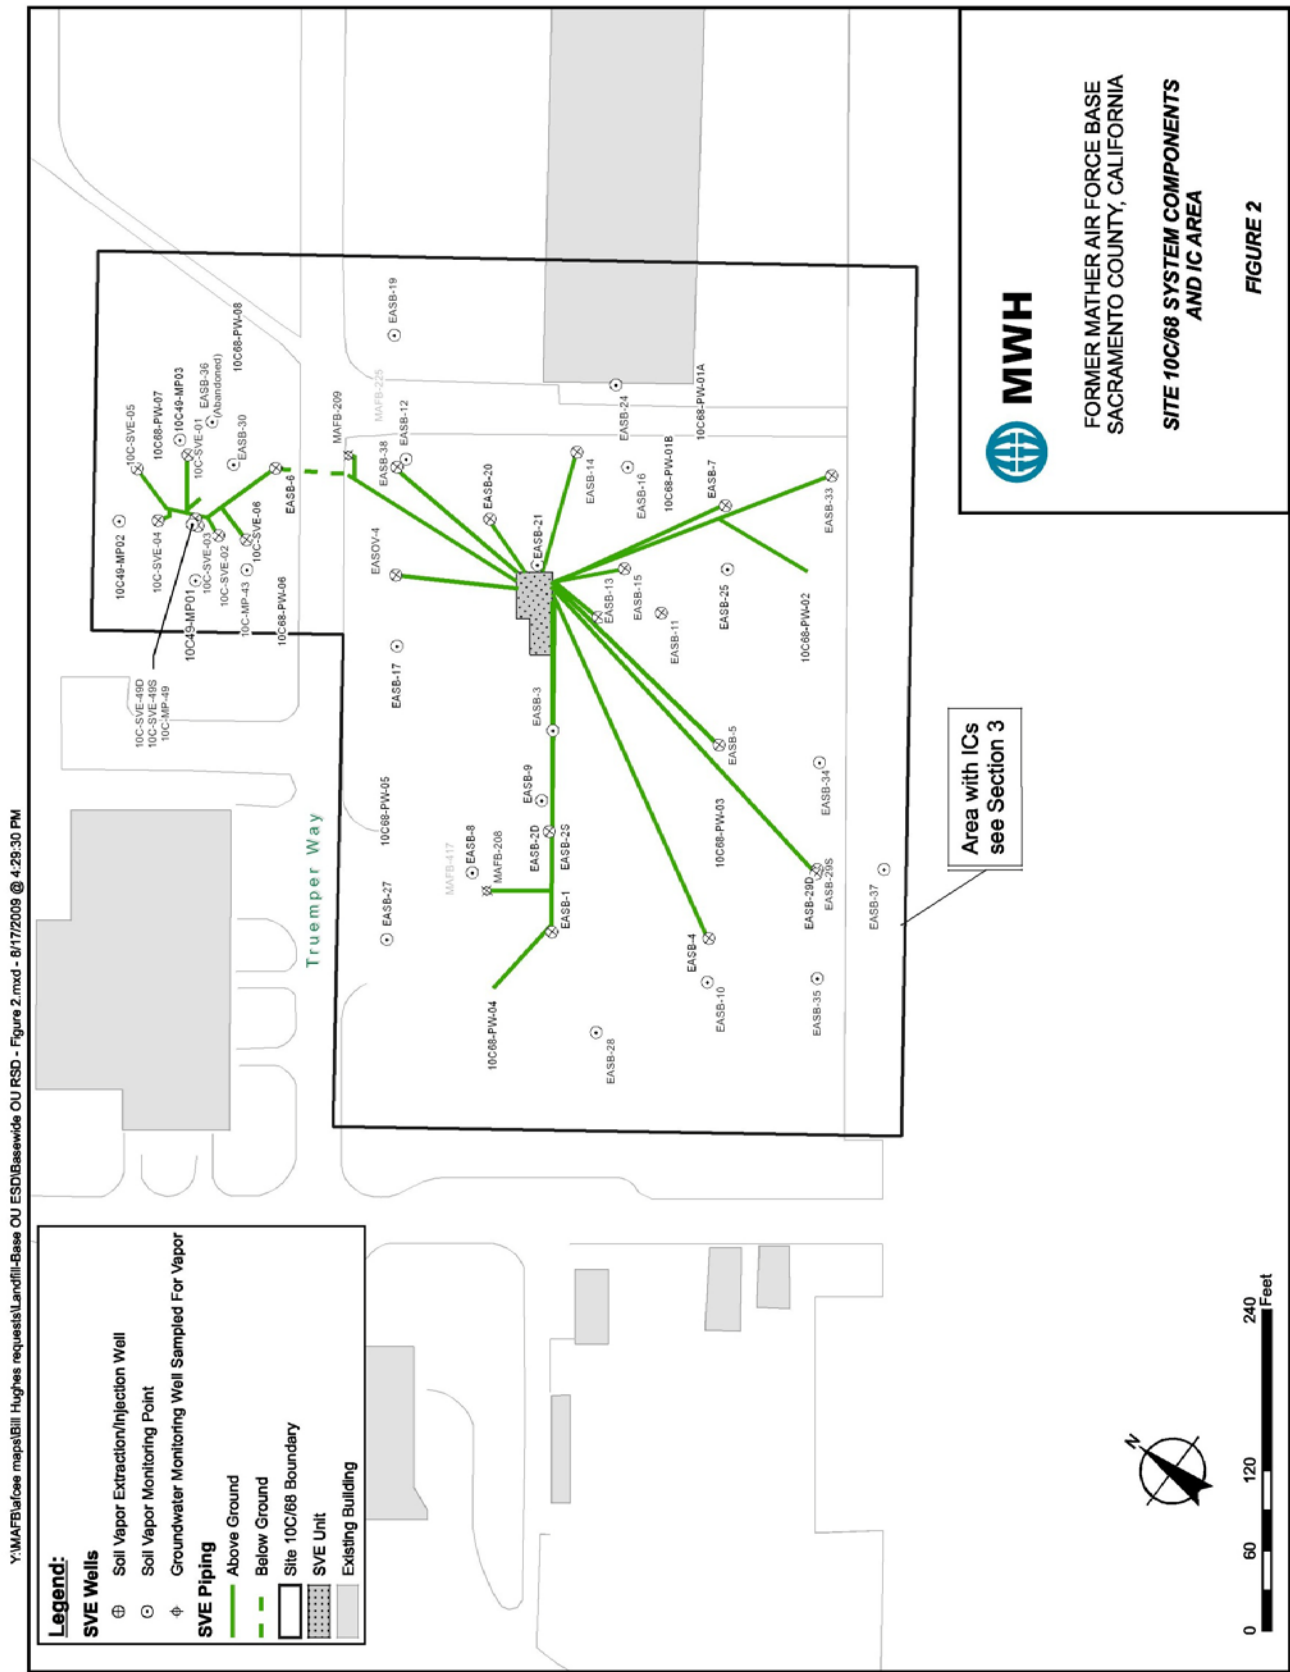 Y:\MAFB\afcee maps\Bill Hughes requests\Landfill-Base OU ESD\Basewide OU RSD - Figure 2.mxd - 8/17/2009 @ 4:29:30 PM
Legend:
SVE Wells
Soil Vapor Extraction/Injection Well
Soil Vapor Monitoring Point
Groundwater Monitoring Well Sampled For Vapor
SVE Piping
Above Ground
Below Ground
Site 10C/68 Boundary
SVE Unit
Existing Building
Truemper Way
10C-SVE-49D
10C-SVE-49S
10C-MP-49
10C49-MP02
10C-SVE-05
10C-SVE-04
10C68-PW-07
10C49-MP03
10C-SVE-01
EASB-36
(Abandoned)
10C68-PW-08
10C49-MP01
10C-SVE-03
10C-SVE-02
10C-MP-43
10C-SVE-06
10C68-PW-06
EASB-30
EASB-6
MAFB-209
MAFB-225
EASB-19
EASB-38
EASB-12
EASOV-4
EASB-20
EASB-21
EASB-17
EASB-14
EASB-24
EASB-16
10C68-PW-01B
10C68-PW-01A
EASB-13
EASB-15
EASB-11
EASB-7
EASB-25
EASB-33
10C68-PW-02
EASB-3
EASB-9
EASB-2D
EASB-2S
10C68-PW-05
MAFB-417
EASB-8
MAFB-208
EASB-27
EASB-1
10C68-PW-04
EASB-28
EASB-5
10C68-PW-03
EASB-34
EASB-4
EASB-10
EASB-29D
EASB-29S
EASB-37
EASB-35
Area with ICs
see Section 3
N
0 60 120 240
Feet
MWH
FORMER MATHER AIR FORCE BASE
SACRAMENTO COUNTY, CALIFORNIA
SITE 10C/68 SYSTEM COMPONENTS
AND IC AREA
FIGURE 2